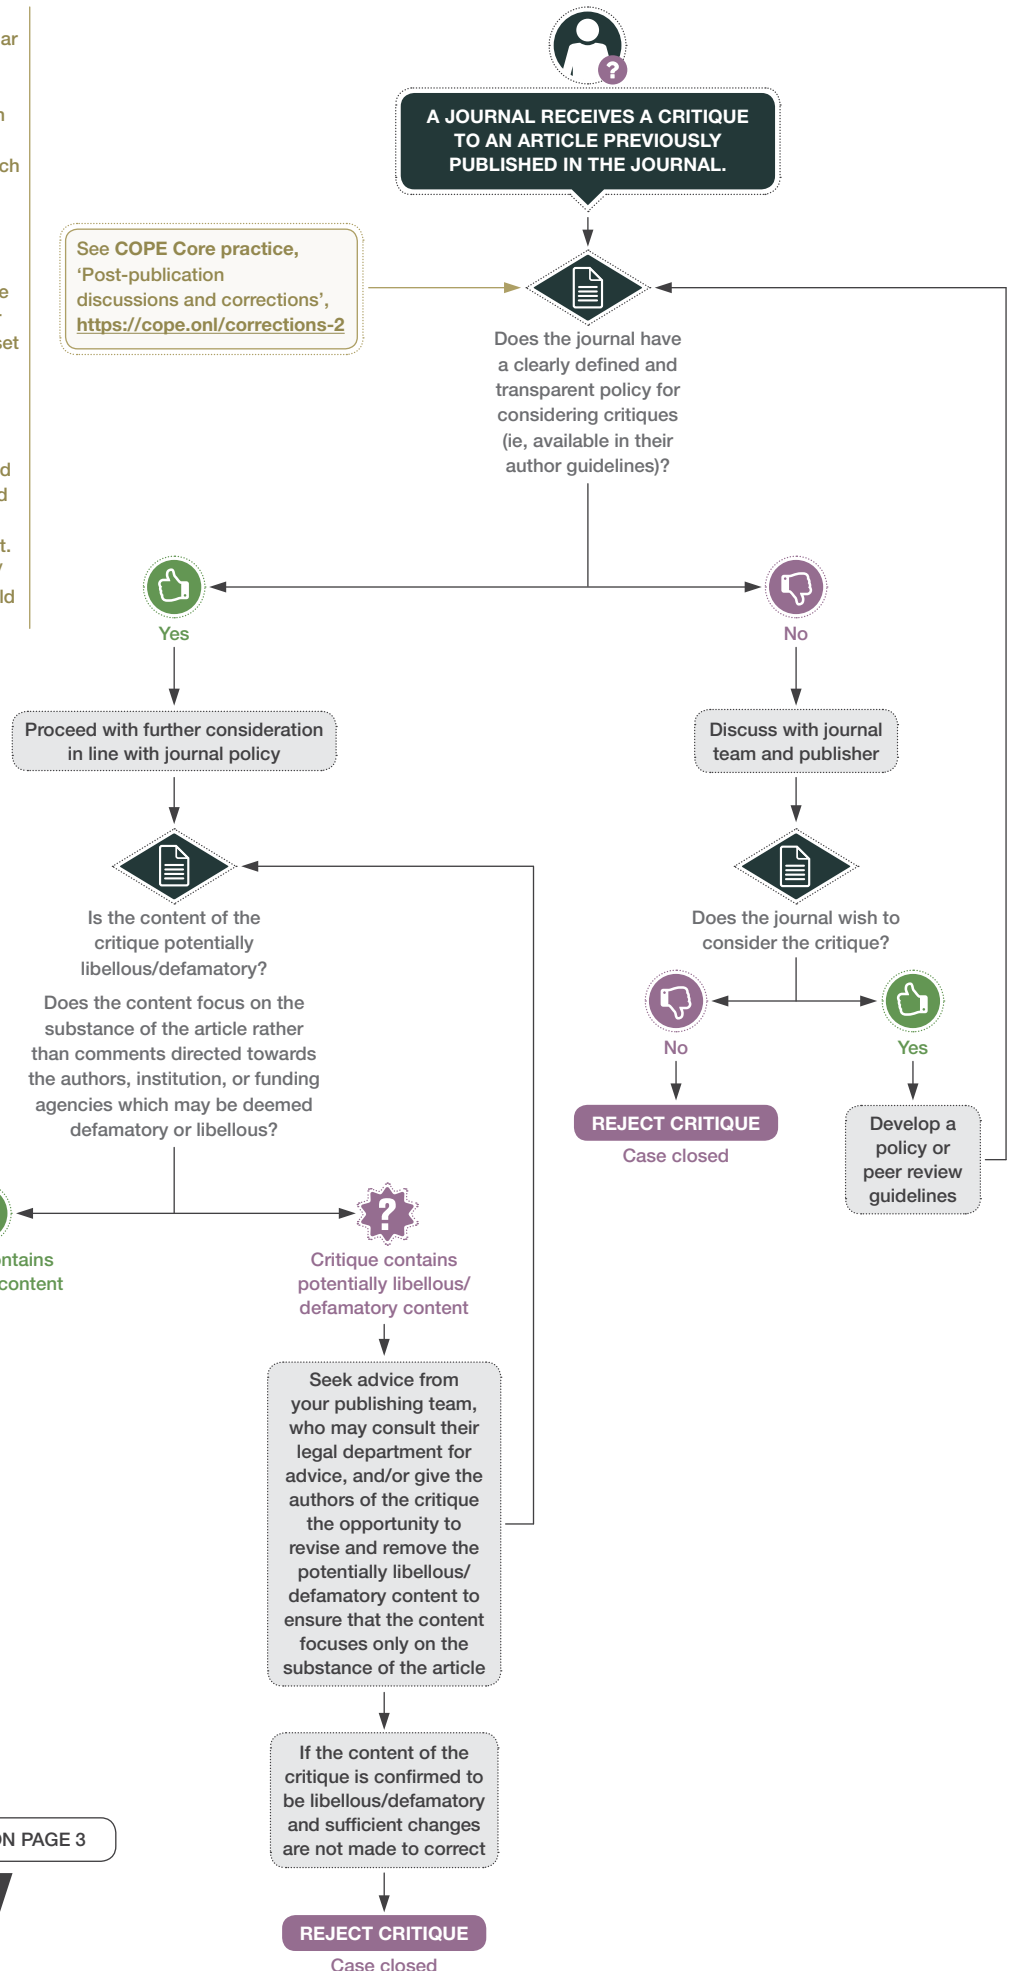 ar
ch
set
t.
?
A JOURNAL RECEIVES A CRITIQUE
TO AN ARTICLE PREVIOUSLY
PUBLISHED IN THE JOURNAL.
See COPE Core practice,
‘Post-publication
discussions and corrections’,
https://cope.onl/corrections-2
Does the journal have
a clearly defined and
transparent policy for
considering critiques
(ie, available in their
author guidelines)?
Yes
No
Proceed with further consideration
in line with journal policy
Discuss with journal
team and publisher
Is the content of the
critique potentially
libellous/defamatory?
Does the content focus on the
substance of the article rather
than comments directed towards
the authors, institution, or funding
agencies which may be deemed
defamatory or libellous?
Does the journal wish to
consider the critique?
No
Yes
REJECT CRITIQUE
Case closed
Develop a
policy or
peer review
guidelines
content
?
Critique contains
potentially libellous/
defamatory content
Seek advice from
your publishing team,
who may consult their
legal department for
advice, and/or give the
authors of the critique
the opportunity to
revise and remove the
potentially libellous/
defamatory content to
ensure that the content
focuses only on the
substance of the article
If the content of the
critique is confirmed to
be libellous/defamatory
and sufficient changes
are not made to correct
ON PAGE 3
REJECT CRITIQUE
Case closed